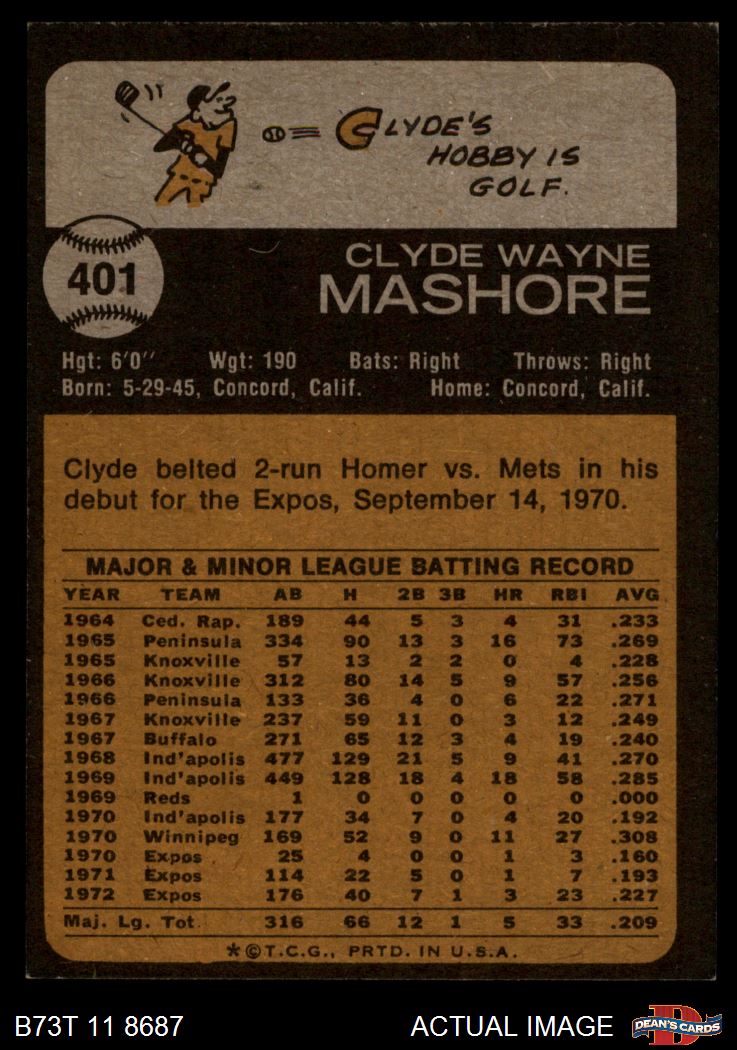 CLYDE'S
HOBBY IS
GOLF.
401
CLYDE WAYNE
MASHORE
Hgt: 6'0" Wgt: 190 Bats: Right Throws: Right
Born: 5-29-45, Concord, Calif. Home: Concord, Calif.
Clyde belted 2-run Homer vs. Mets in his
debut for the Expos, September 14, 1970.
MAJOR & MINOR LEAGUE BATTING RECORD
YEAR TEAM AB H 2B 3B HR RBI AVG
1964 Ced. Rap. 189 44 5 3 4 31 .233
1965 Peninsula 334 90 13 3 16 73 .269
1965 Knoxville 57 13 2 2 0 4 .228
1966 Knoxville 312 80 14 5 9 57 .256
1966 Peninsula 133 36 4 0 6 22 .271
1967 Knoxville 237 59 11 0 3 12 .249
1967 Buffalo 271 65 12 3 4 19 .240
1968 Ind'apolis 477 129 21 5 9 41 .270
1969 Ind'apolis 449 128 18 4 18 58 .285
1969 Reds 1 0 0 0 0 0 .000
1970 Ind'apolis 177 34 7 0 4 20 .192
1970 Winnipeg 169 52 9 0 11 27 .308
1970 Expos 25 4 0 0 1 3 .160
1971 Expos 114 22 5 0 1 7 .193
1972 Expos 176 40 7 1 3 23 .227
Maj. Lg. Tot. 316 66 12 1 5 33 .209
*©T.C.G., PRTD. IN U.S.A.
B73T 11 8687 ACTUAL IMAGE DEAN'S CARDS